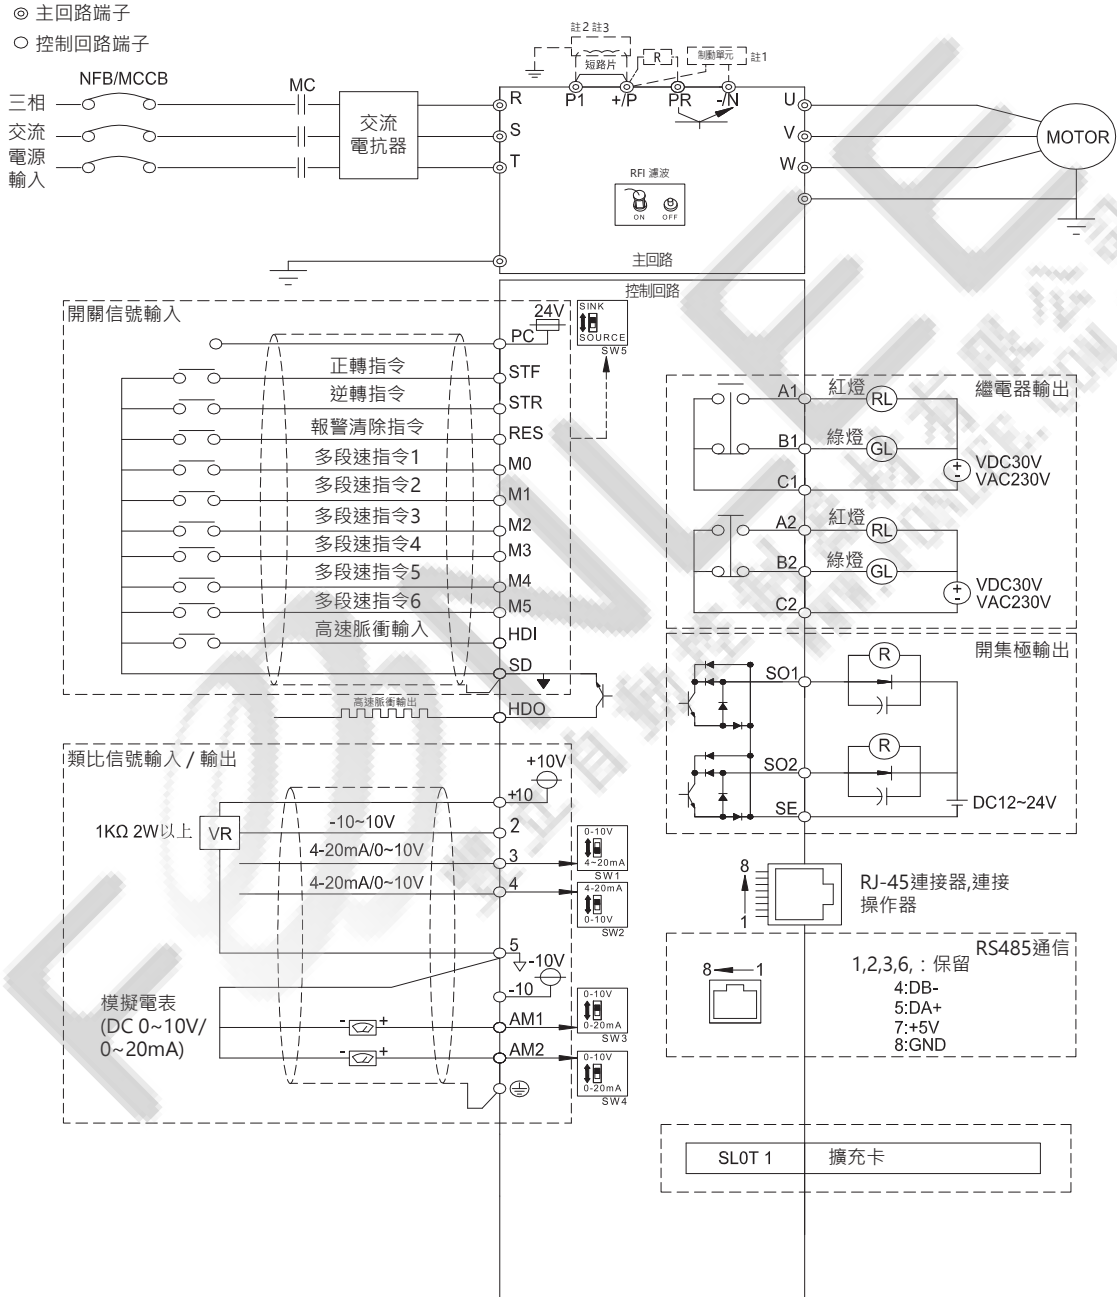 主回路端子
控制回路端子
NFB/MCCB
MC
三相
交流
電源
輸入
交流
電抗器
R
S
T
註2 註3
短路片
R
制動單元
註1
P1
+/P
PR
-/N
U
V
W
MOTOR
RFI 濾波
ON
OFF
主回路
控制回路
開關信號輸入
24V
PC
SINK
SOURCE
SW5
正轉指令
STF
逆轉指令
STR
報警清除指令
RES
多段速指令1
M0
多段速指令2
M1
多段速指令3
M2
多段速指令4
M3
多段速指令5
M4
多段速指令6
M5
高速脈衝輸入
HDI
SD
高速脈衝輸出
HDO
繼電器輸出
A1
紅燈
RL
B1
綠燈
GL
C1
+
-
VDC30V
VAC230V
A2
紅燈
RL
B2
綠燈
GL
C2
+
-
VDC30V
VAC230V
開集極輸出
SO1
R
SO2
R
SE
DC12~24V
類比信號輸入 / 輸出
+10V
+10
1KΩ 2W以上
VR
-10~10V
2
4-20mA/0~10V
3
0-10V
4~20mA
SW1
4-20mA/0~10V
4
4-20mA
0-10V
SW2
5
-10V
-10
模擬電表
(DC 0~10V/
0~20mA)
- +
AM1
0-10V
0-20mA
SW3
- +
AM2
0-10V
0-20mA
SW4
8
1
RJ-45連接器,連接
操作器
RS485通信
8
1
1,2,3,6,：保留
4:DB-
5:DA+
7:+5V
8:GND
SL0T 1
擴充卡